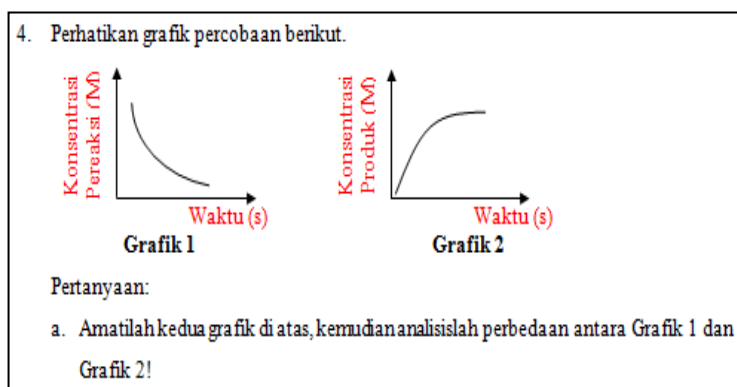 4. Perhatikan grafik percobaan berikut.
Konsentrasi
Pereaksi (M)
Waktu (s)
Grafik 1
Konsentrasi
Produk (M)
Waktu (s)
Grafik 2
Pertanyaan:
a. Amatilah kedua grafik di atas, kemudian analisislah perbedaan antara Grafik 1 dan
Grafik 2!